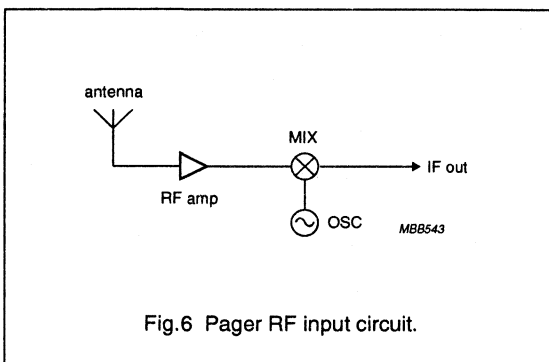 antenna
MIX
IF out
RF amp
OSC
MBB543
Fig.6 Pager RF input circuit.